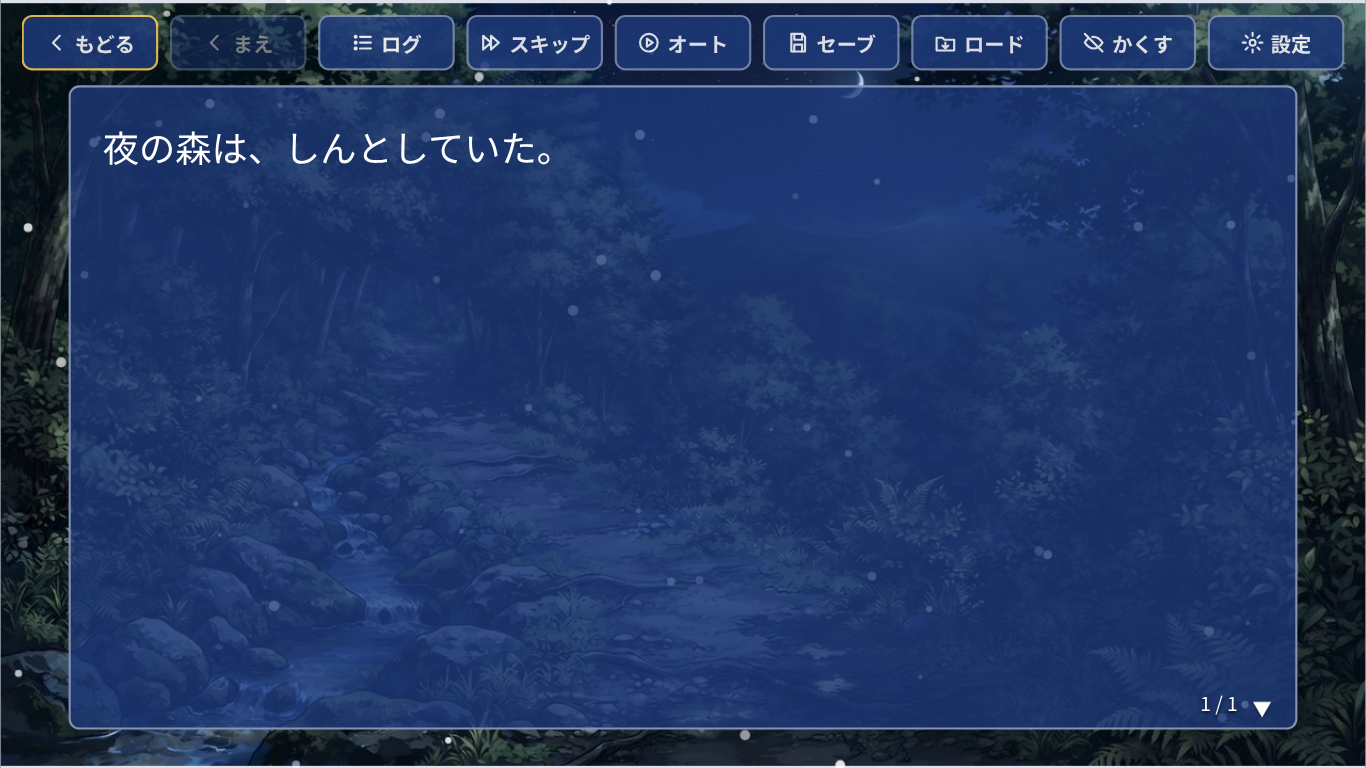 もどる
まえ
ログ
スキップ
オート
セーブ
ロード
かくす
設定
夜の森は、しんとしていた。
1/1